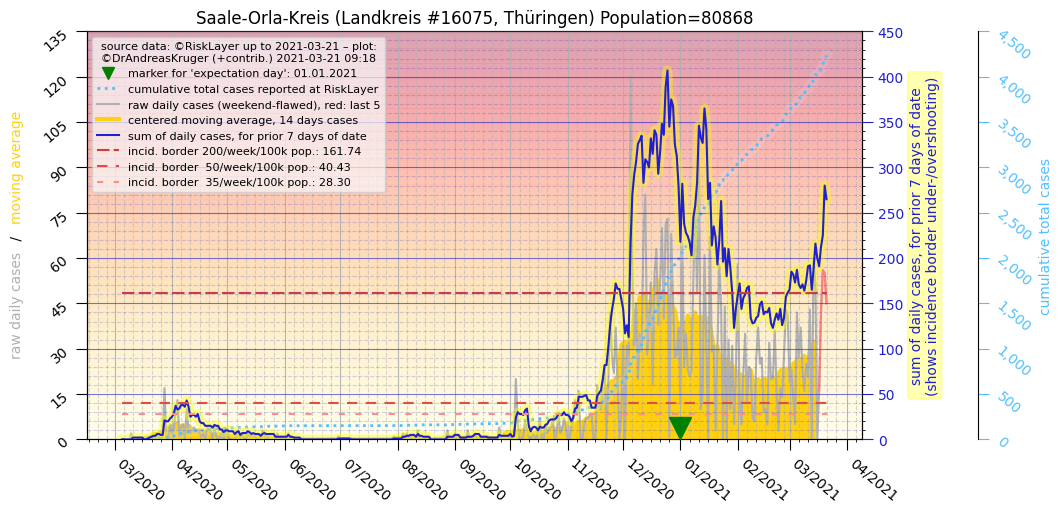 Saale-Orla-Kreis (Landkreis #16075, Thüringen) Population=80868
source data: ©RiskLayer up to 2021-03-21 – plot:
©DrAndreasKruger (+contrib.) 2021-03-21 09:18
marker for 'expectation day': 01.01.2021
cumulative total cases reported at RiskLayer
raw daily cases (weekend-flawed), red: last 5
centered moving average, 14 days cases
sum of daily cases, for prior 7 days of date
incid. border 200/week/100k pop.: 161.74
incid. border  50/week/100k pop.: 40.43
incid. border  35/week/100k pop.: 28.30
raw daily cases / moving average
135
120
105
90
75
60
45
30
15
0
450
400
350
300
250
200
150
100
50
0
sum of daily cases, for prior 7 days of date
(shows incidence border under-/overshooting)
4,500
4,000
3,500
3,000
2,500
2,000
1,500
1,000
500
0
cumulative total cases
03/2020
04/2020
05/2020
06/2020
07/2020
08/2020
09/2020
10/2020
11/2020
12/2020
01/2021
02/2021
03/2021
04/2021